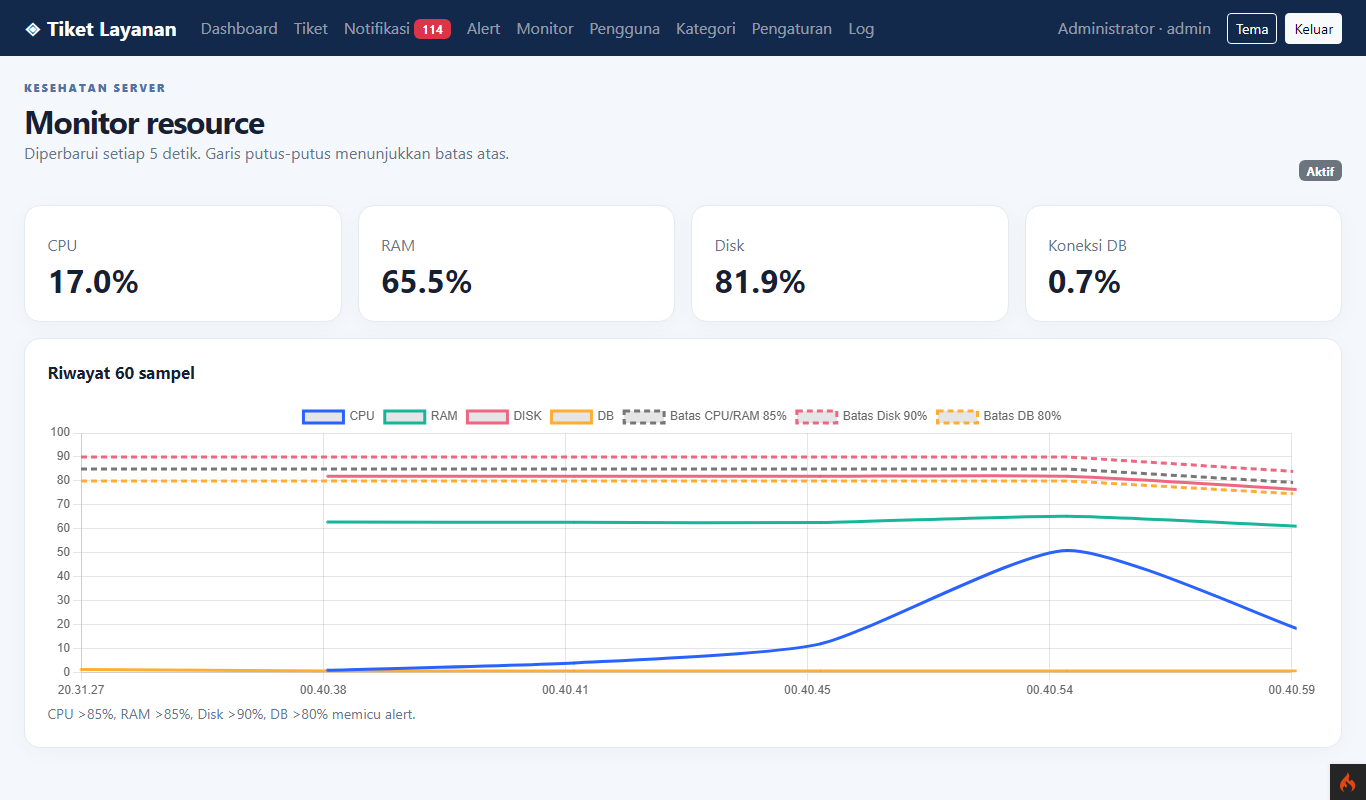 Tiket Layanan Dashboard Tiket Notifikasi 114 Alert Monitor Pengguna Kategori Pengaturan Log Administrator · admin Tema Keluar
KESEHATAN SERVER
Monitor resource
Diperbarui setiap 5 detik. Garis putus-putus menunjukkan batas atas.
Aktif
CPU
17.0%
RAM
65.5%
Disk
81.9%
Koneksi DB
0.7%
Riwayat 60 sampel
CPU RAM DISK DB Batas CPU/RAM 85% Batas Disk 90% Batas DB 80%
100
90
80
70
60
50
40
30
20
10
0
20.31.27 00.40.38 00.40.41 00.40.45 00.40.54 00.40.59
CPU >85%, RAM >85%, Disk >90%, DB >80% memicu alert.